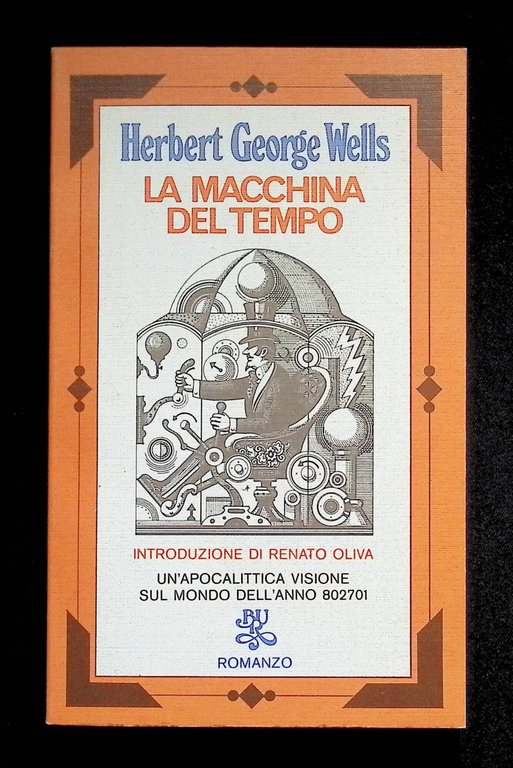 Herbert George Wells
LA MACCHINA
DEL TEMPO
INTRODUZIONE DI RENATO OLIVA
UN'APOCALITTICA VISIONE
SUL MONDO DELL'ANNO 802701
BUR
ROMANZO